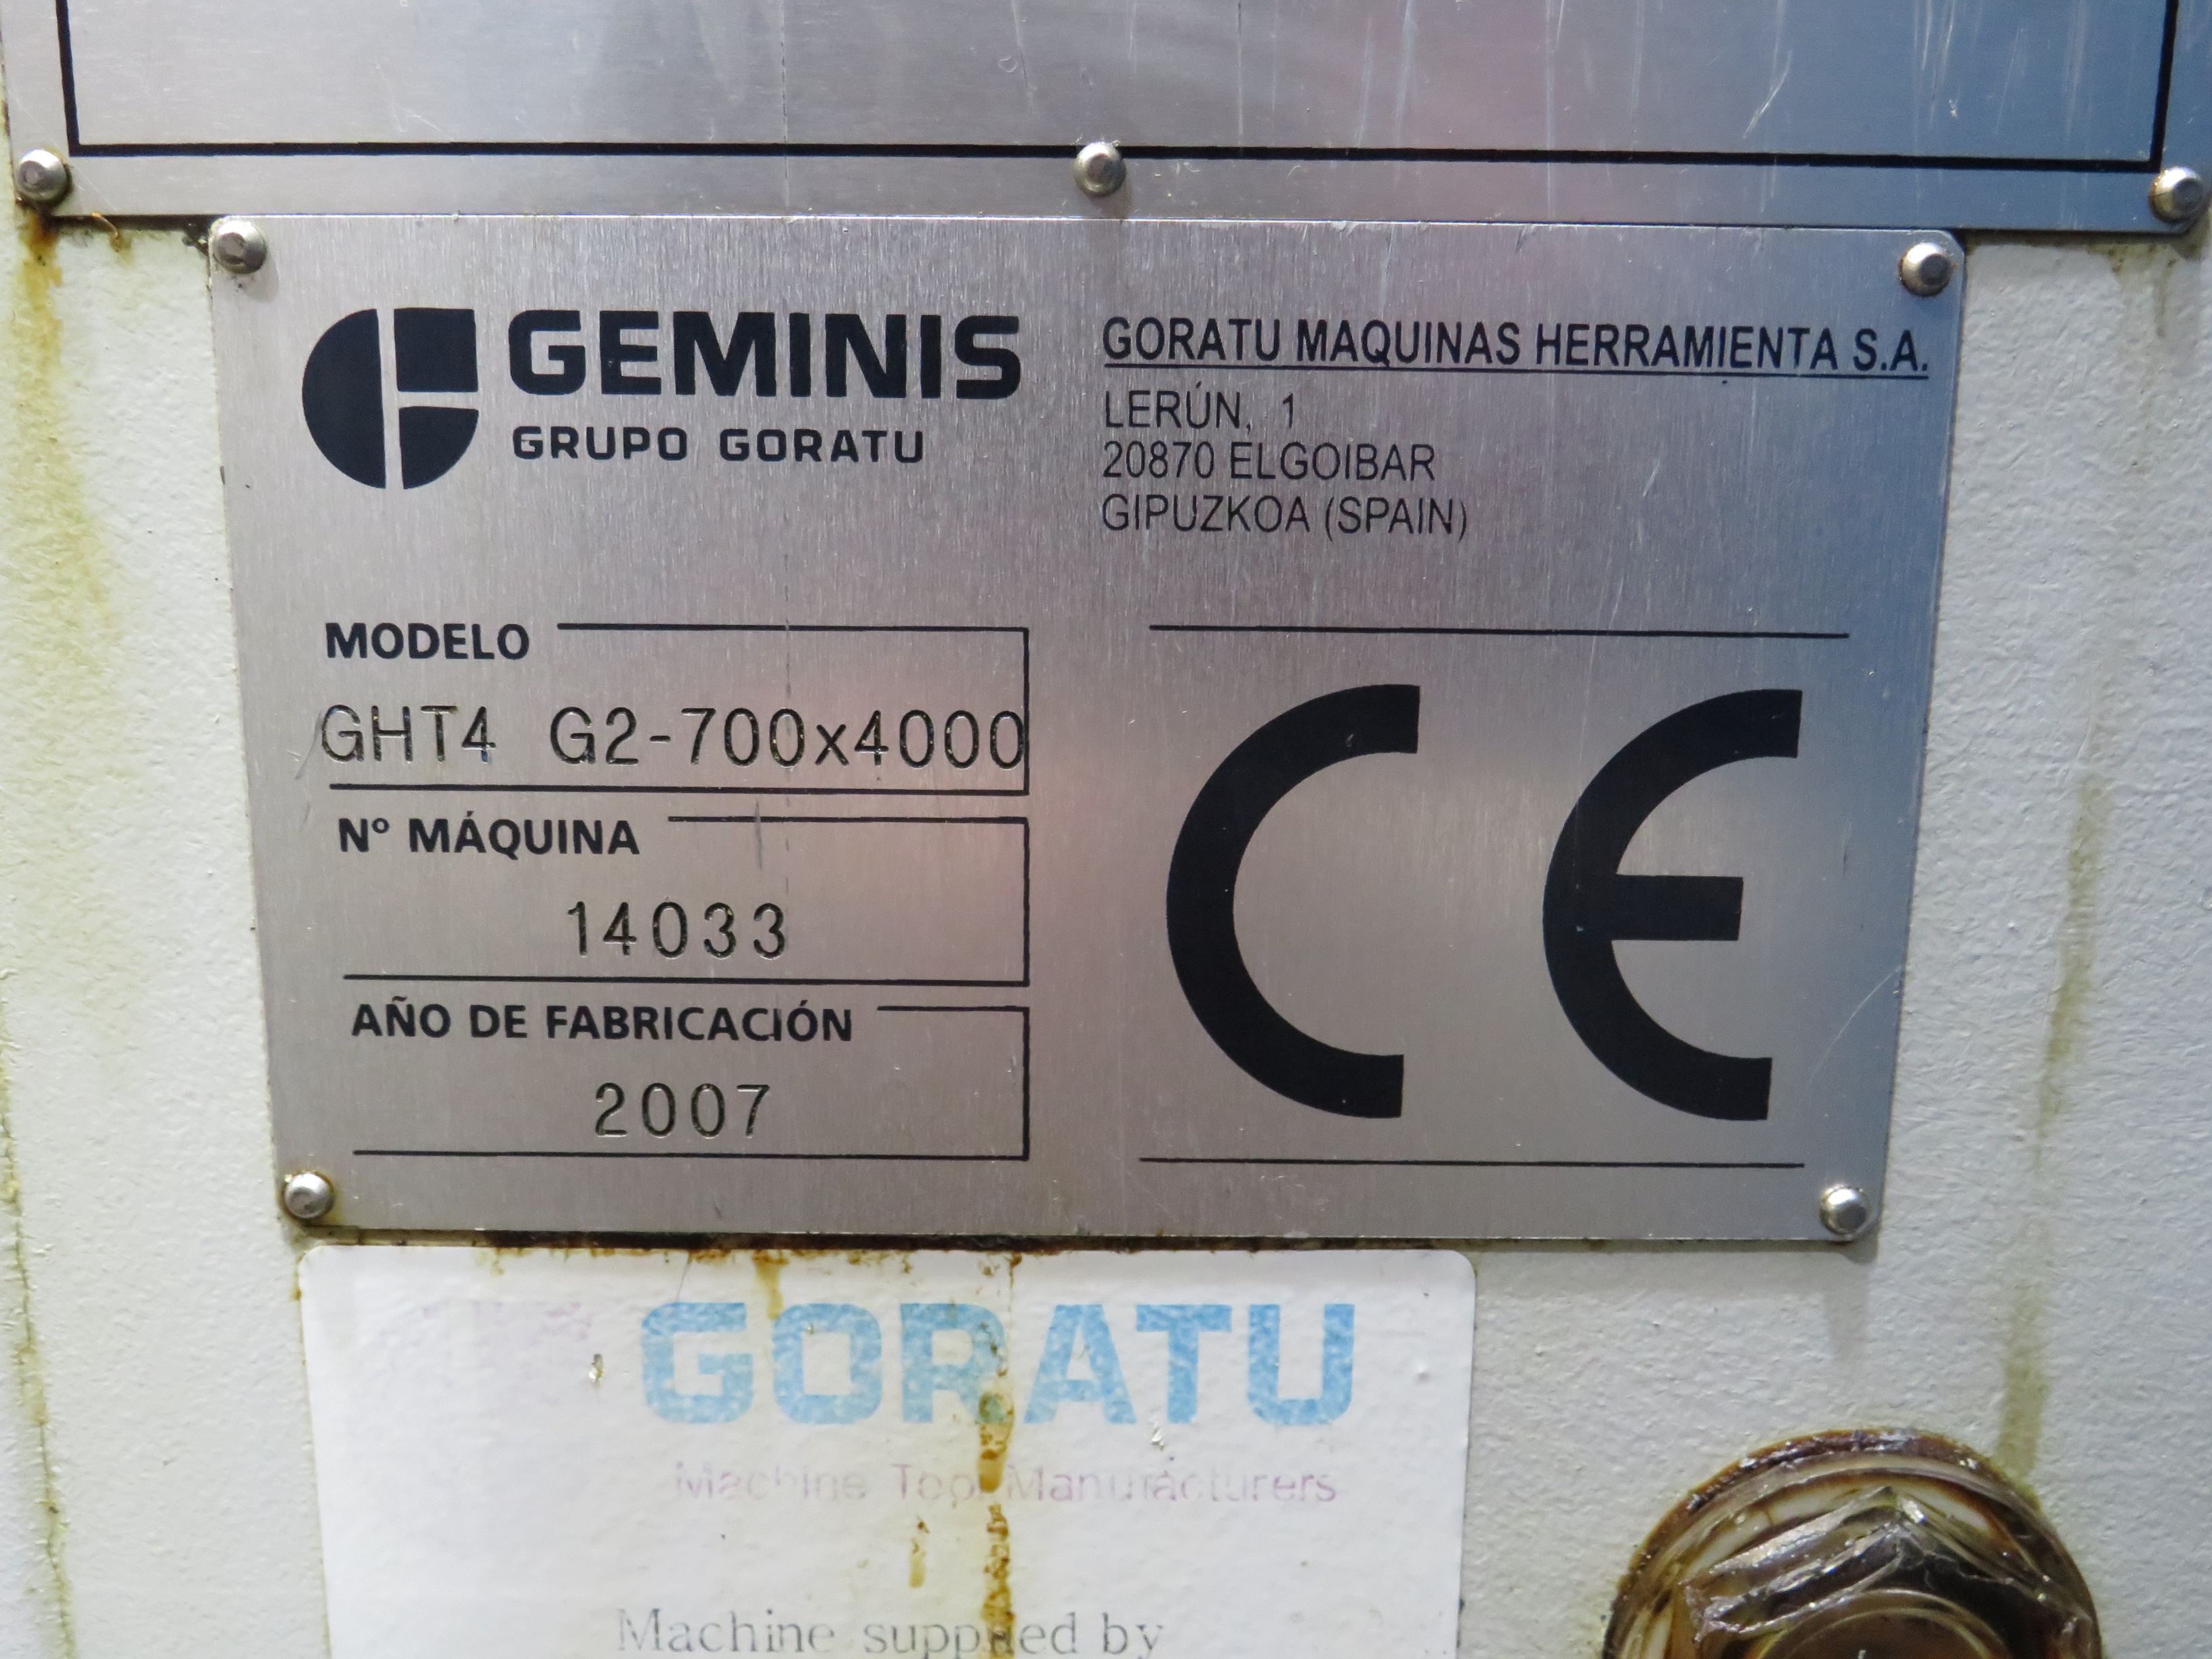 GEMINIS
GRUPO GORATU
GORATU MAQUINAS HERRAMIENTA S.A.
LERÚN, 1
20870 ELGOIBAR
GIPUZKOA (SPAIN)
MODELO
GHT4 G2-700x4000
Nº MÁQUINA
14033
AÑO DE FABRICACIÓN
2007
CE
GORATU
Machine Tool Manufacturers
Machine supplied by